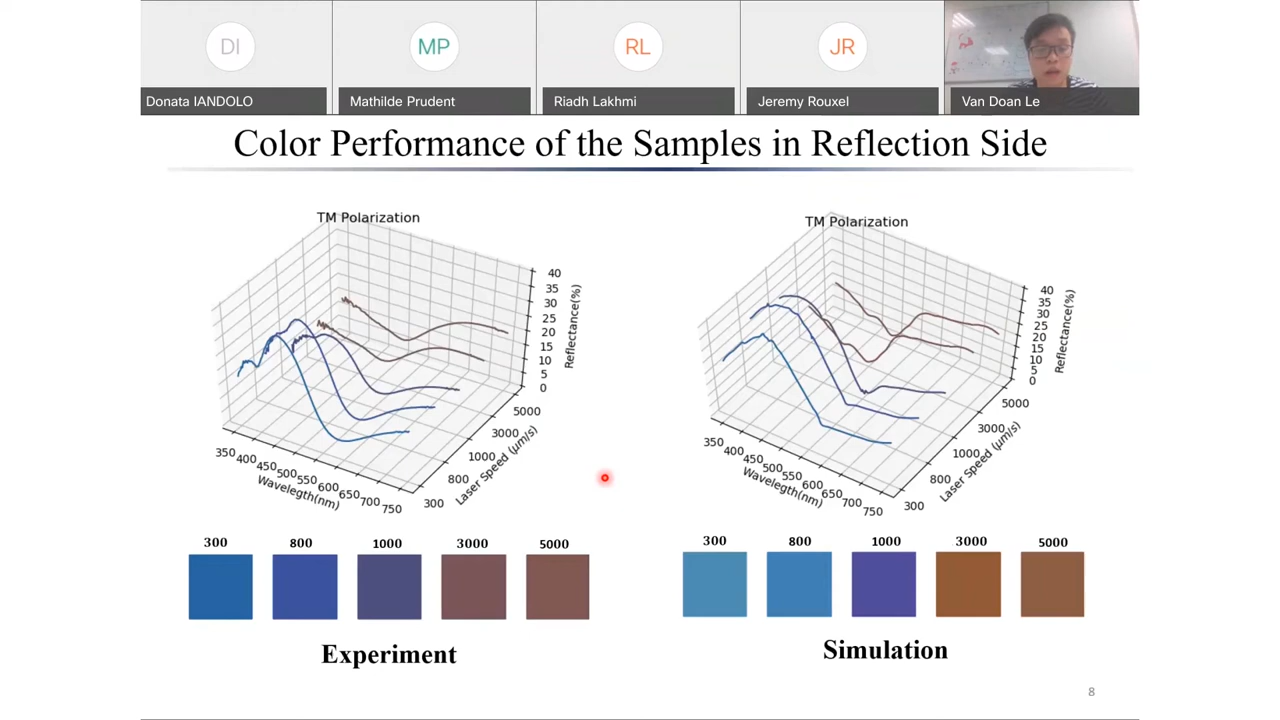 DI
MP
RL
JR
Donata IANDOLO
Mathilde Prudent
Riadh Lakhmi
Jeremy Rouxel
Van Doan Le
Color Performance of the Samples in Reflection Side
TM Polarization
40
35
30
25
20
15
10
5
0
Reflectance(%)
5000
3000
1000
800
300
Laser Speed (μm/s)
350
400
450
500
550
600
650
700
750
Wavelegth(nm)
TM Polarization
40
35
30
25
20
15
10
5
0
Reflectance(%)
5000
3000
1000
800
300
Laser Speed (μm/s)
350
400
450
500
550
600
650
700
750
Wavelegth(nm)
300 800 1000 3000 5000
300 800 1000 3000 5000
Experiment
Simulation
8